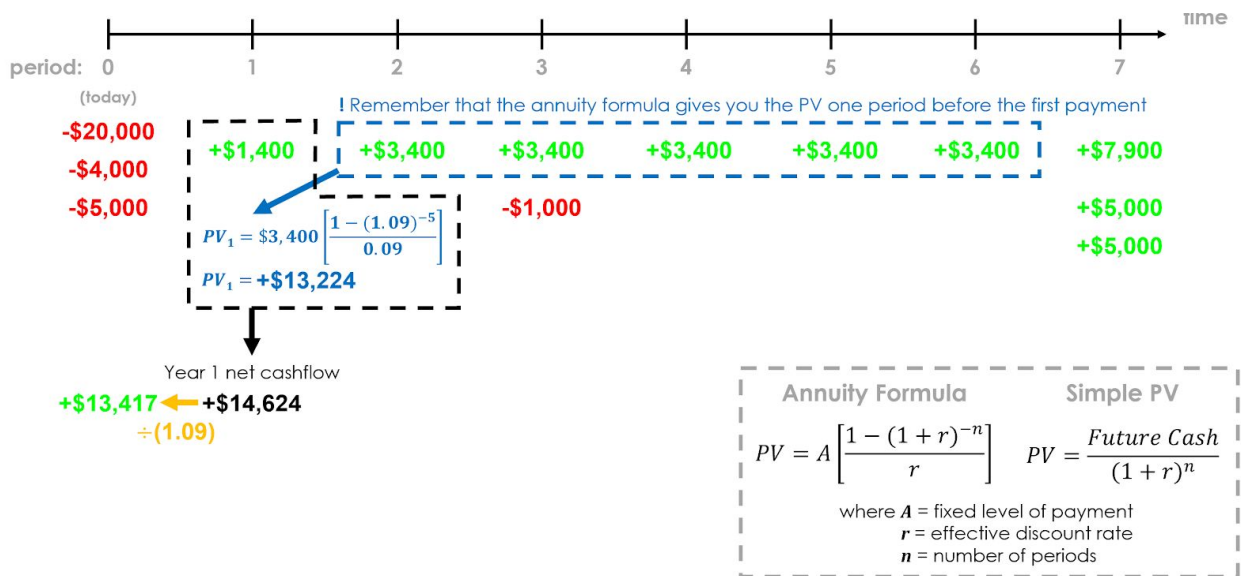 Time
period: 0 1 2 3 4 5 6 7
(today)
! Remember that the annuity formula gives you the PV one period before the first payment
-$20,000
+$1,400 +$3,400 +$3,400 +$3,400 +$3,400 +$3,400 +$7,900
-$4,000
-$5,000 -$1,000 +$5,000
PV₁ = $3,400 [1 − (1.09)⁻⁵ / 0.09]
+$5,000
PV₁ = +$13,224
Year 1 net cashflow
+$13,417 +$14,624
÷(1.09)
Annuity Formula Simple PV
PV = A [1 − (1 + r)⁻ⁿ / r] PV = Future Cash / (1 + r)ⁿ
where A = fixed level of payment
r = effective discount rate
n = number of periods